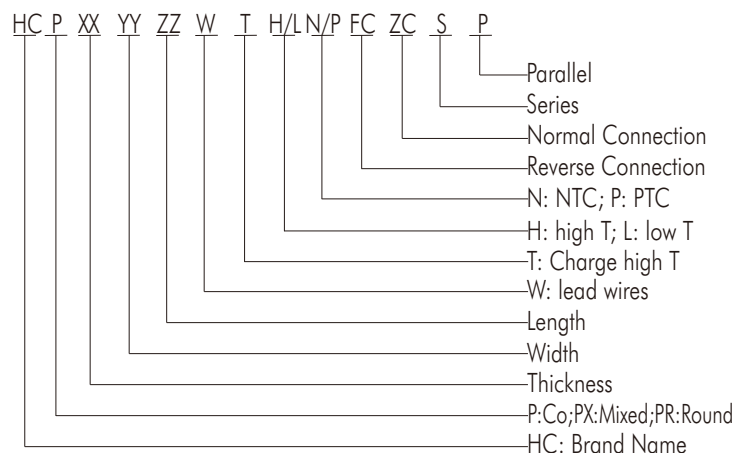 HC P XX YY ZZ W T H/L N/P FC ZC S P
Parallel
Series
Normal Connection
Reverse Connection
N: NTC; P: PTC
H: high T; L: low T
T: Charge high T
W: lead wires
Length
Width
Thickness
P:Co;PX:Mixed;PR:Round
HC: Brand Name